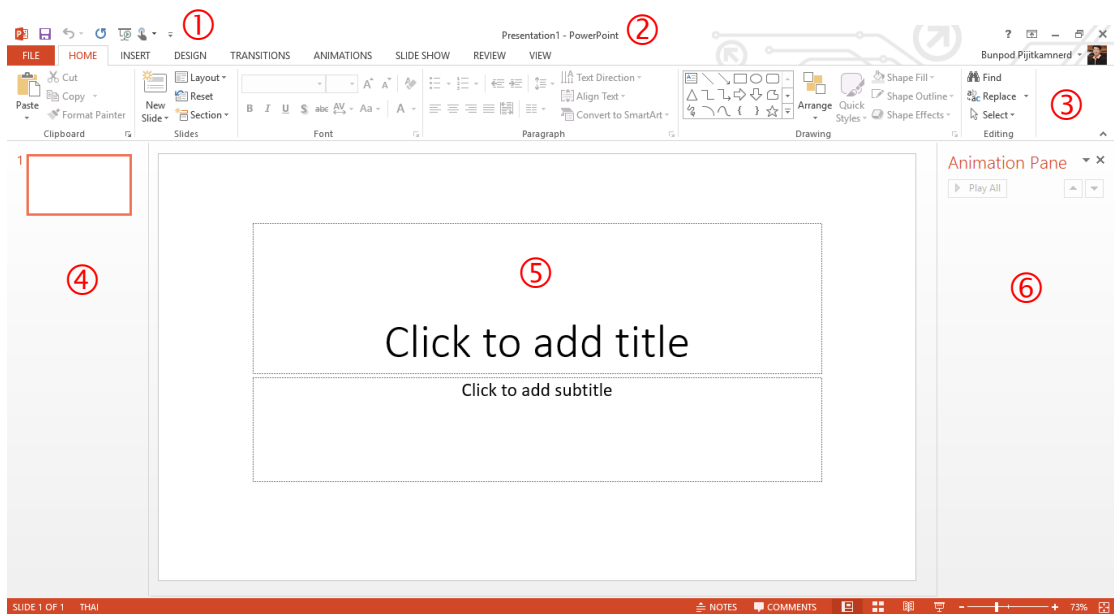 ①
Presentation1 - PowerPoint ②
FILE HOME INSERT DESIGN TRANSITIONS ANIMATIONS SLIDE SHOW REVIEW VIEW Bunpod Pijitkamnerd
Paste
Cut
Copy
Format Painter
Clipboard
New Slide
Layout
Reset
Section
Slides
B I U S abc AV Aa A
Font
Text Direction
Align Text
Convert to SmartArt
Paragraph
Arrange
Quick Styles
Shape Fill
Shape Outline
Shape Effects
Drawing
Find
Replace
Select
Editing
③
1
④
⑤
Click to add title
Click to add subtitle
Animation Pane
Play All
⑥
SLIDE 1 OF 1 THAI NOTES COMMENTS 73%